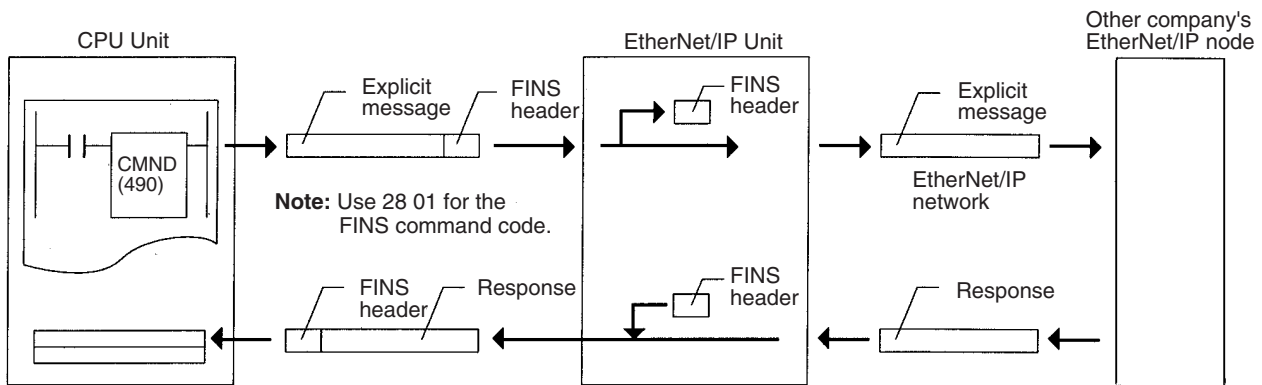 CPU Unit
EtherNet/IP Unit
Other company's
EtherNet/IP node
Explicit
message
FINS
header
FINS
header
Explicit
message
CMND
(490)
Note: Use 28 01 for the
FINS command code.
EtherNet/IP
network
FINS
header
Response
FINS
header
Response